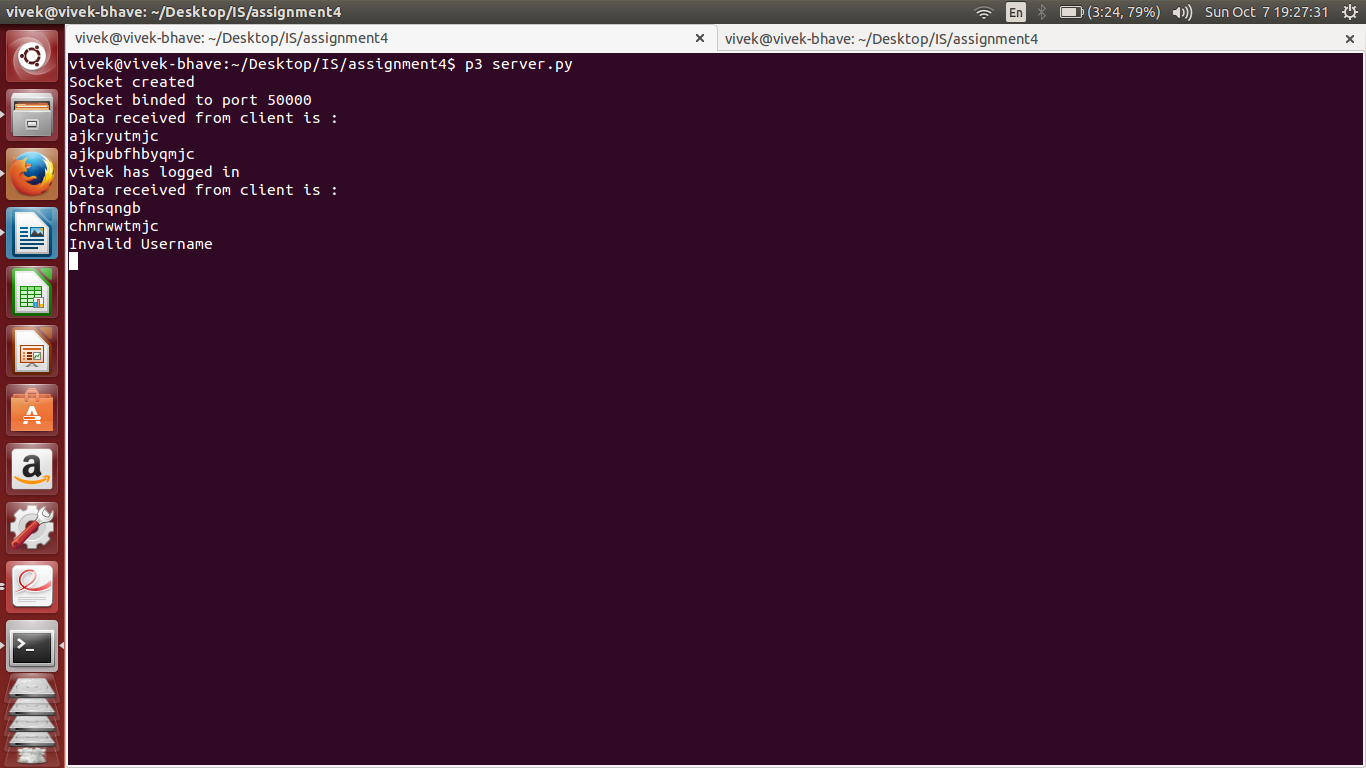 vivek@vivek-bhave: ~/Desktop/IS/assignment4
En
(3:24, 79%)
Sun Oct 7 19:27:31
vivek@vivek-bhave: ~/Desktop/IS/assignment4
vivek@vivek-bhave: ~/Desktop/IS/assignment4
vivek@vivek-bhave:~/Desktop/IS/assignment4$ p3 server.py
Socket created
Socket binded to port 50000
Data received from client is :
ajkryutmjc
ajkpubfhbyqmjc
vivek has logged in
Data received from client is :
bfnsqngb
chmrwwtmjc
Invalid Username